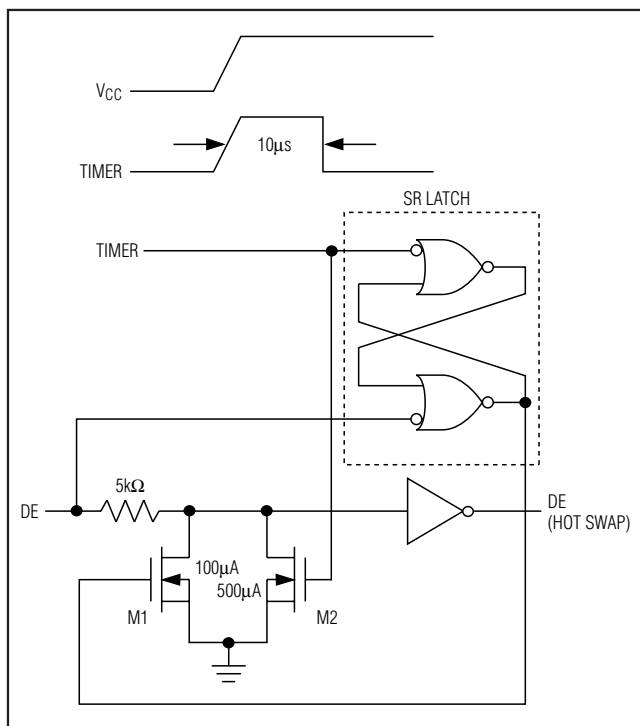 VCC
10µs
TIMER
SR LATCH
TIMER
5kΩ
DE
DE
(HOT SWAP)
100µA
500µA
M1
M2